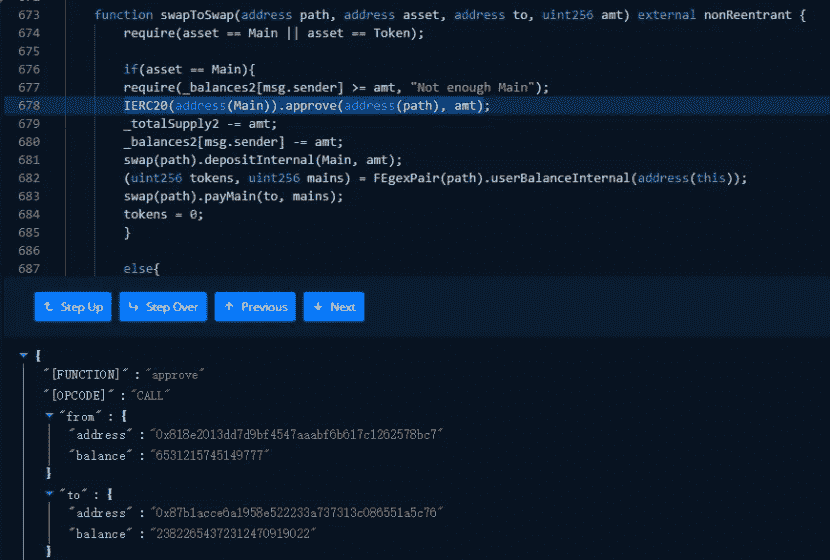 673 function swapToSwap(address path, address asset, address to, uint256 amt) external nonReentrant {
674 require(asset == Main || asset == Token);
675
676 if(asset == Main){
677 require(_balances2[msg.sender] >= amt, "Not enough Main");
678 IERC20(address(Main)).approve(address(path), amt);
679 _totalSupply2 -= amt;
680 _balances2[msg.sender] -= amt;
681 swap(path).depositInternal(Main, amt);
682 (uint256 tokens, uint256 mains) = FEgexPair(path).userBalanceInternal(address(this));
683 swap(path).payMain(to, mains);
684 tokens = 0;
685 }
686
687 else{
Step Up Step Over Previous Next
{
"[FUNCTION]" : "approve"
"[OPCODE]" : "CALL"
"from" : {
"address" : "0x818e2013dd7d9bf4547aaabf6b617c1262578bc7"
"balance" : "6531215745149777"
}
"to" : {
"address" : "0x87b1acce6a1958e522233a737313c086551a5c76"
"balance" : "23822654372312470919022"
}